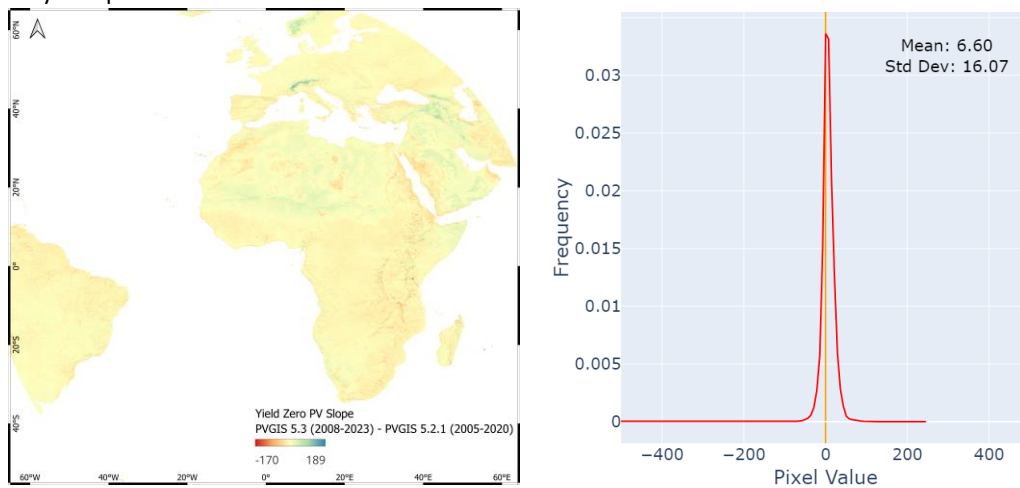 60°N
40°N
20°N
0°
20°S
40°S
60°W
40°W
20°W
0°
20°E
40°E
60°E
Yield Zero PV Slope
PVGIS 5.3 (2008-2023) - PVGIS 5.2.1 (2005-2020)
-170 189
Mean: 6.60
Std Dev: 16.07
Frequency
0.03
0.025
0.02
0.015
0.01
0.005
0
−400
−200
0
200
400
Pixel Value